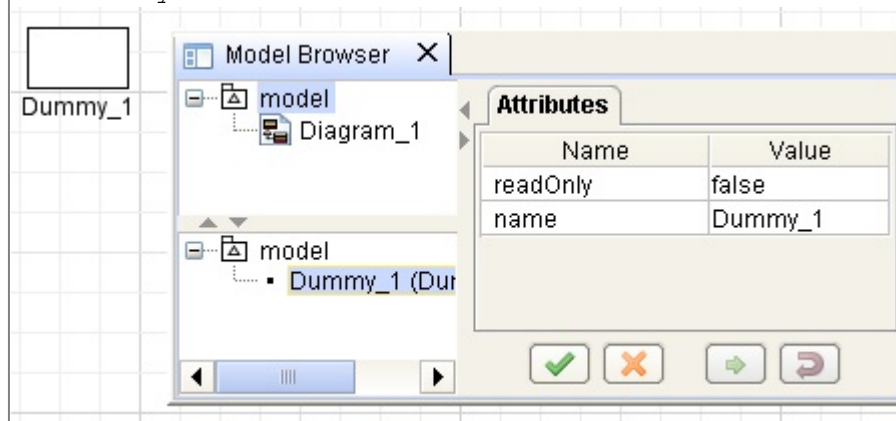 Dummy_1
Model Browser
model
Diagram_1
model
Dummy_1 (Dur
Attributes
Name Value
readOnly false
name Dummy_1